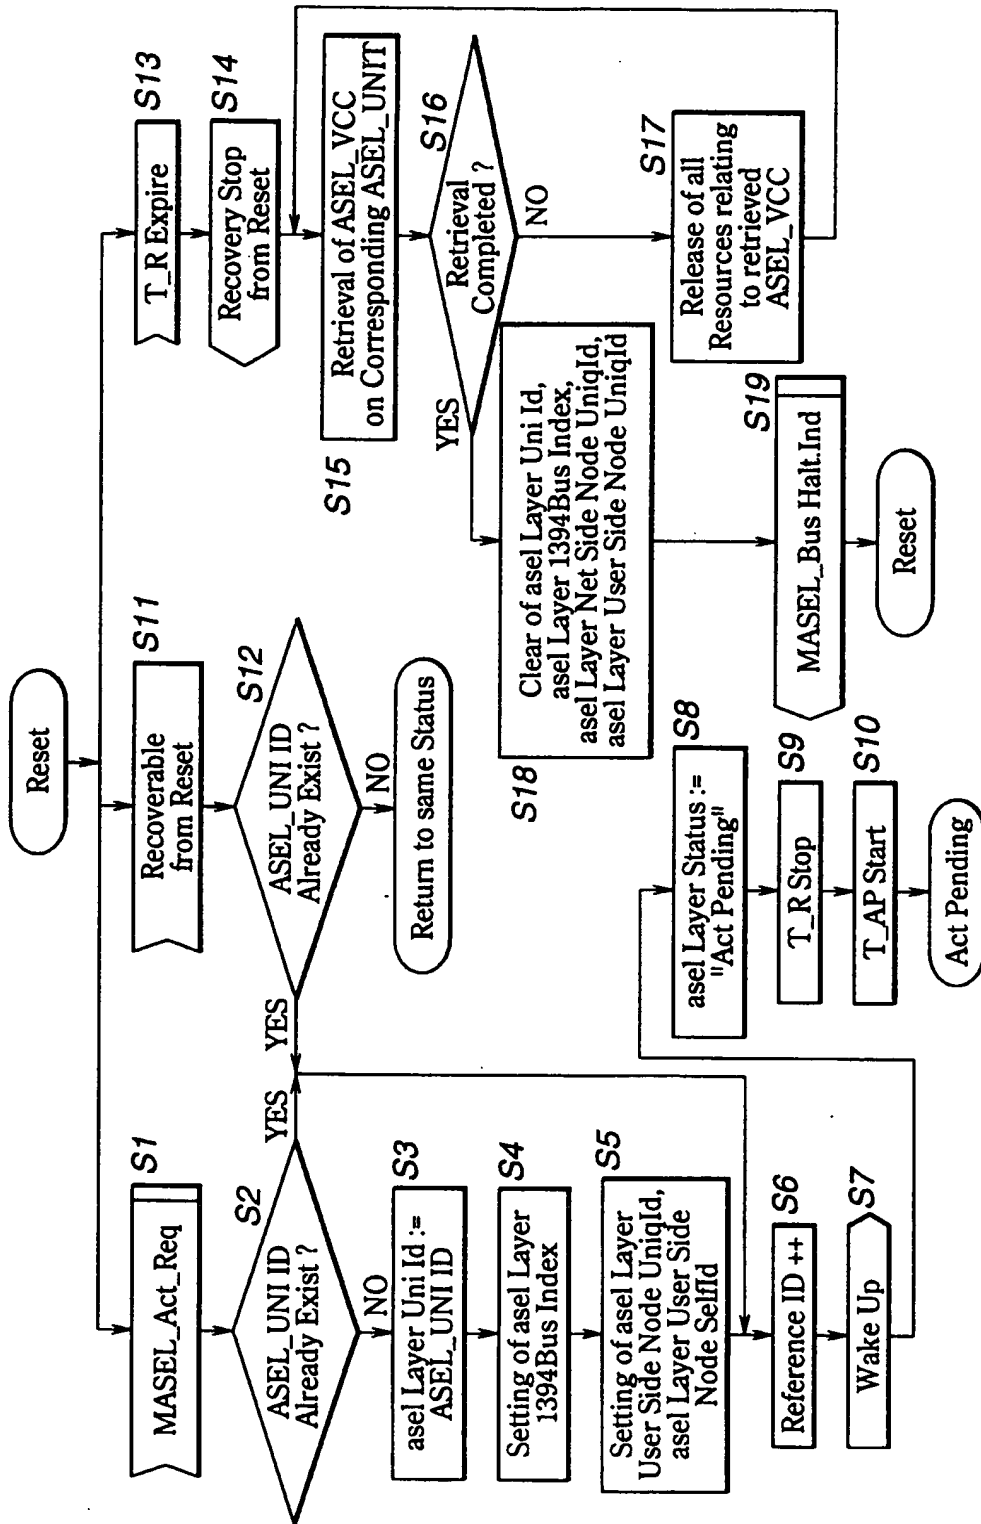 Reset
MASEL_Act_Req
S1
ASEL_UNI ID
Already Exist ?
S2
YES
NO
asel Layer Uni Id :=
ASEL_UNI ID
S3
Setting of asel Layer
1394Bus Index
S4
Setting of asel Layer
User Side Node UniqId,
asel Layer User Side
Node SelfId
S5
Reference ID ++
S6
Wake Up
S7
asel Layer Status :=
"Act Pending"
S8
T_R Stop
S9
T_AP Start
S10
Act Pending
Recoverable
from Reset
S11
ASEL_UNI ID
Already Exist ?
S12
YES
NO
Return to same Status
T_R Expire
S13
Recovery Stop
from Reset
S14
Retrieval of ASEL_VCC
on Corresponding ASEL_UNIT
S15
Retrieval
Completed ?
S16
YES
NO
Release of all
Resources relating
to retrieved
ASEL_VCC
S17
Clear of asel Layer Uni Id,
asel Layer 1394Bus Index,
asel Layer Net Side Node UniqId,
asel Layer User Side Node UniqId
S18
MASEL_Bus Halt.Ind
S19
Reset